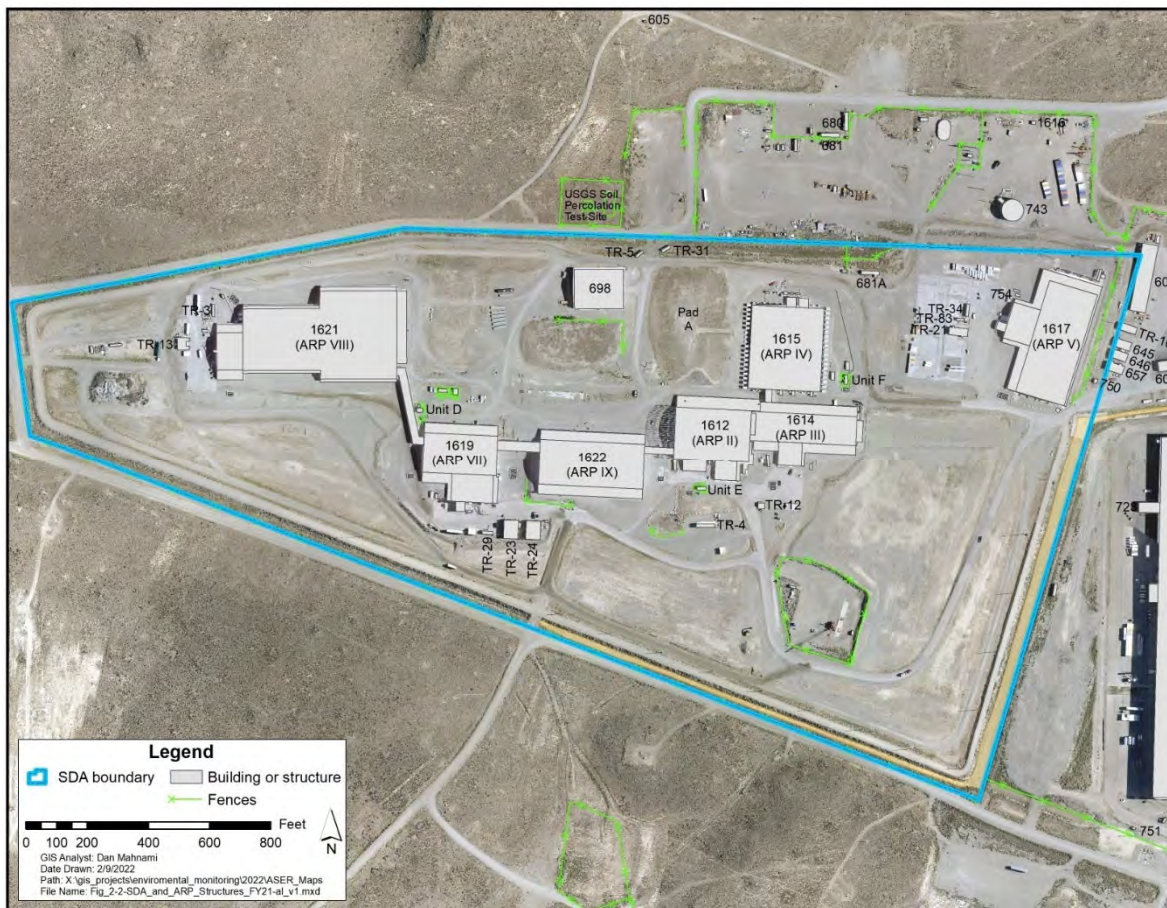 605
680
681
1616
USGS Soil
Percolation
Test Site
743
TR-5
TR-31
681A
698
Pad
A
TR-3
1621
(ARP VIII)
TR-13
1615
(ARP IV)
754
TR-34
TR-83
TR-21
1617
(ARP V)
645
646
657
750
Unit D
Unit F
1619
(ARP VII)
1622
(ARP IX)
1612
(ARP II)
1614
(ARP III)
Unit E
TR-12
TR-4
TR-29
TR-23
TR-24
751
Legend
SDA boundary
Building or structure
Fences
0 100 200 400 600 800
Feet
N
GIS Analyst: Dan Mahnami
Date Drawn: 2/9/2022
Path: X:\gis_projects\enviromental_monitoring\2022\ASER_Maps
File Name: Fig_2-2-SDA_and_ARP_Structures_FY21-al_v1.mxd